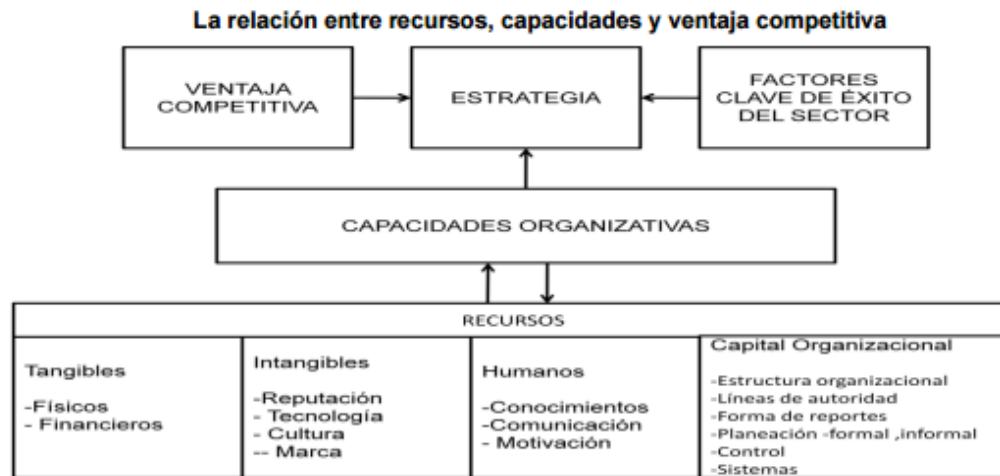 La relación entre recursos, capacidades y ventaja competitiva
VENTAJA
COMPETITIVA
ESTRATEGIA
FACTORES
CLAVE DE ÉXITO
DEL SECTOR
CAPACIDADES ORGANIZATIVAS
RECURSOS
Tangibles
-Físicos
- Financieros
Intangibles
-Reputación
- Tecnología
- Cultura
-- Marca
Humanos
-Conocimientos
-Comunicación
- Motivación
Capital Organizacional
-Estructura organizacional
-Líneas de autoridad
-Forma de reportes
-Planeación -formal ,informal
-Control
-Sistemas